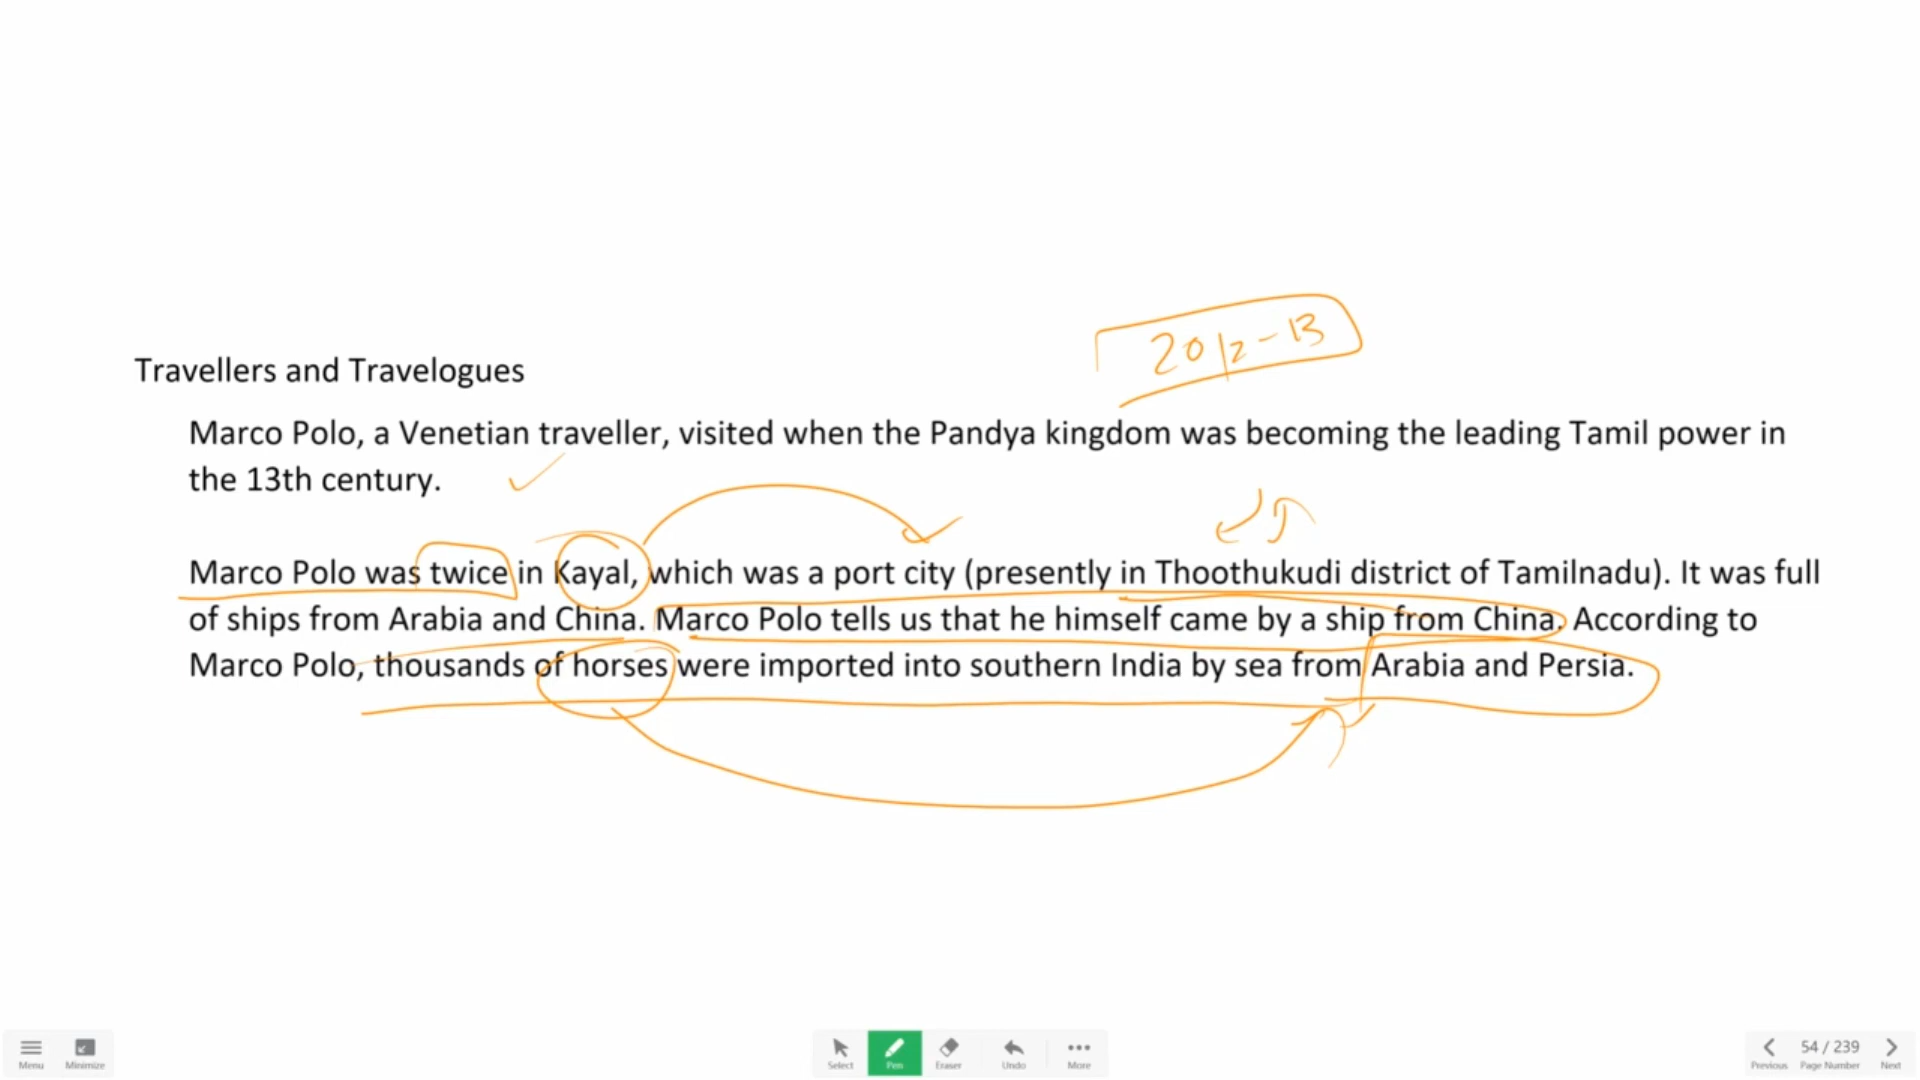 2012-13
Travellers and Travelogues
Marco Polo, a Venetian traveller, visited when the Pandya kingdom was becoming the leading Tamil power in
the 13th century.
Marco Polo was twice in Kayal, which was a port city (presently in Thoothukudi district of Tamilnadu). It was full
of ships from Arabia and China. Marco Polo tells us that he himself came by a ship from China. According to
Marco Polo, thousands of horses were imported into southern India by sea from Arabia and Persia.
Menu Minimize Select Pen Eraser Undo More Previous 54 / 239 Page Number Next